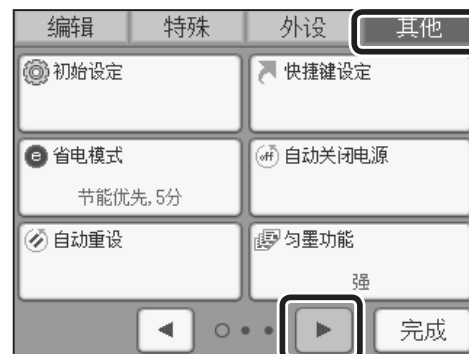 编辑 特殊 外设 其他
初始设定 快捷键设定
省电模式 off 自动关闭电源
节能优先,5分
自动重设 匀墨功能
强
完成